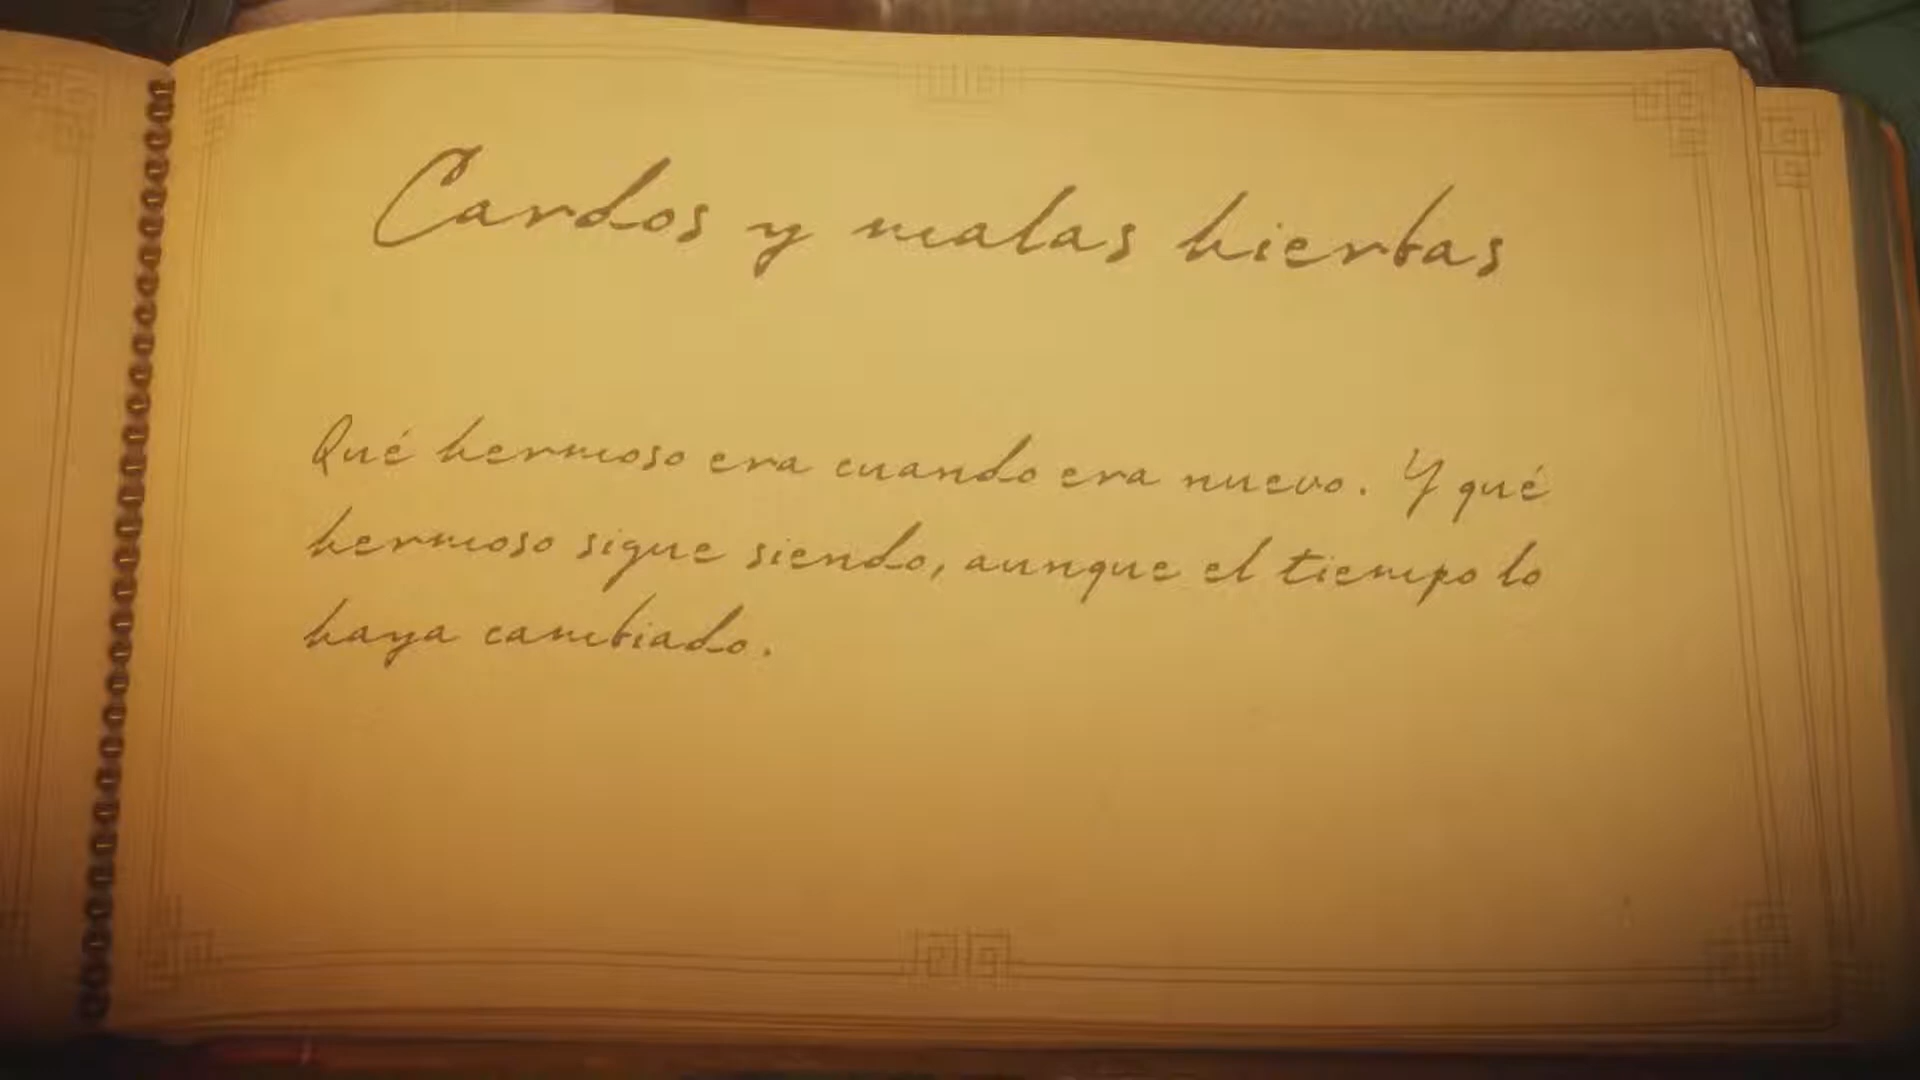 Cardos y malas hierbas
Qué hermoso era cuando era nuevo. Y qué
hermoso sigue siendo, aunque el tiempo lo
haya cambiado.